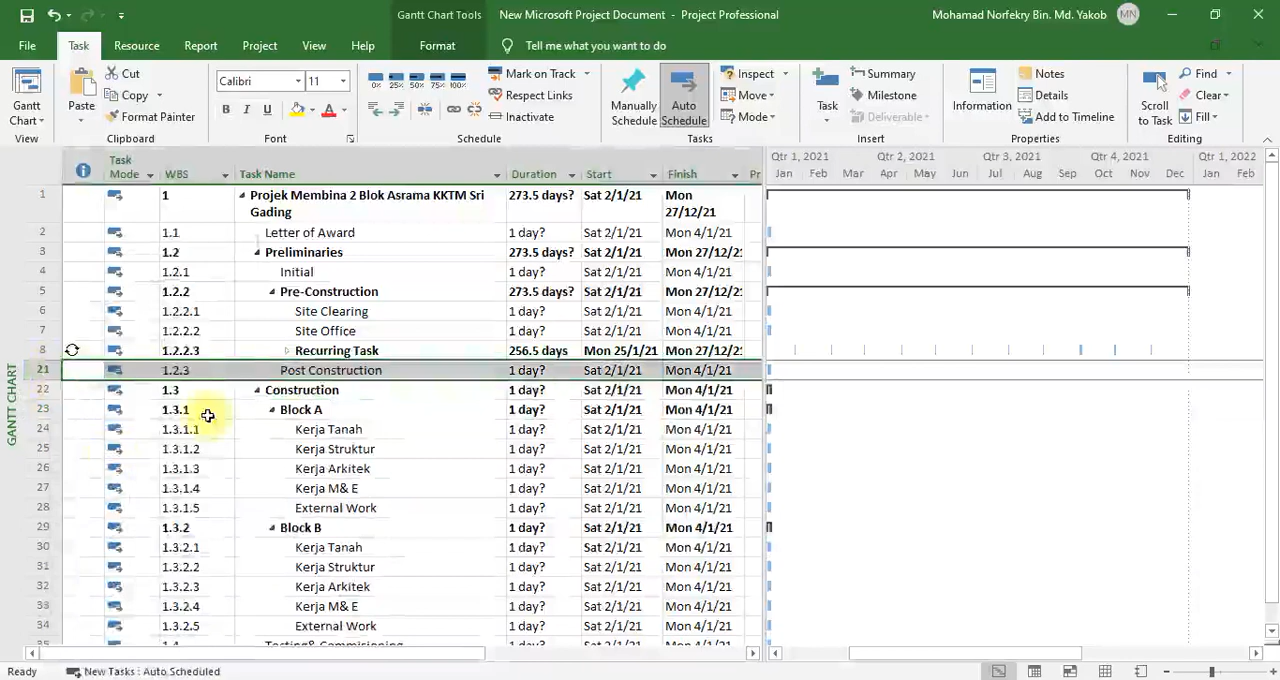 Gantt Chart Tools New Microsoft Project Document - Project Professional Mohamad Norfekry Bin. Md. Yakob MN
File Task Resource Report Project View Help Format Tell me what you want to do
Gantt Chart View
Paste Cut Copy Format Painter Clipboard
Calibri 11 B I U A Font
0% 25% 50% 75% 100% Mark on Track Respect Links Inactivate Schedule
Manually Schedule Auto Schedule Inspect Move Mode Tasks
Task Summary Milestone Deliverable Insert
Information Notes Details Add to Timeline Properties
Scroll to Task Find Clear Fill Editing
Task Mode WBS Task Name Duration Start Finish Pr
Qtr 1, 2021 Qtr 2, 2021 Qtr 3, 2021 Qtr 4, 2021 Qtr 1, 2022
Jan Feb Mar Apr May Jun Jul Aug Sep Oct Nov Dec Jan Feb
1 1 Projek Membina 2 Blok Asrama KKTM Sri Gading 273.5 days? Sat 2/1/21 Mon 27/12/21
2 1.1 Letter of Award 1 day? Sat 2/1/21 Mon 4/1/21
3 1.2 Preliminaries 273.5 days? Sat 2/1/21 Mon 27/12/21
4 1.2.1 Initial 1 day? Sat 2/1/21 Mon 4/1/21
5 1.2.2 Pre-Construction 273.5 days? Sat 2/1/21 Mon 27/12/21
6 1.2.2.1 Site Clearing 1 day? Sat 2/1/21 Mon 4/1/21
7 1.2.2.2 Site Office 1 day? Sat 2/1/21 Mon 4/1/21
8 1.2.2.3 Recurring Task 256.5 days Mon 25/1/21 Mon 27/12/21
21 1.2.3 Post Construction 1 day? Sat 2/1/21 Mon 4/1/21
22 1.3 Construction 1 day? Sat 2/1/21 Mon 4/1/21
23 1.3.1 Block A 1 day? Sat 2/1/21 Mon 4/1/21
24 1.3.1.1 Kerja Tanah 1 day? Sat 2/1/21 Mon 4/1/21
25 1.3.1.2 Kerja Struktur 1 day? Sat 2/1/21 Mon 4/1/21
26 1.3.1.3 Kerja Arkitek 1 day? Sat 2/1/21 Mon 4/1/21
27 1.3.1.4 Kerja M& E 1 day? Sat 2/1/21 Mon 4/1/21
28 1.3.1.5 External Work 1 day? Sat 2/1/21 Mon 4/1/21
29 1.3.2 Block B 1 day? Sat 2/1/21 Mon 4/1/21
30 1.3.2.1 Kerja Tanah 1 day? Sat 2/1/21 Mon 4/1/21
31 1.3.2.2 Kerja Struktur 1 day? Sat 2/1/21 Mon 4/1/21
32 1.3.2.3 Kerja Arkitek 1 day? Sat 2/1/21 Mon 4/1/21
33 1.3.2.4 Kerja M& E 1 day? Sat 2/1/21 Mon 4/1/21
34 1.3.2.5 External Work 1 day? Sat 2/1/21 Mon 4/1/21
GANTT CHART
Ready New Tasks : Auto Scheduled